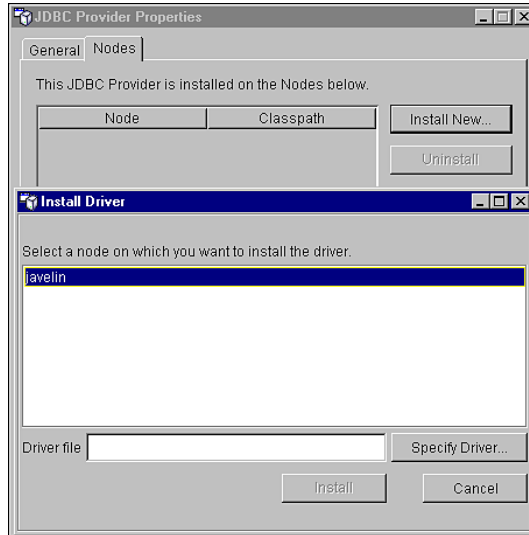 JDBC Provider Properties
General Nodes
This JDBC Provider is installed on the Nodes below.
Node Classpath
Install New...
Uninstall
Install Driver
Select a node on which you want to install the driver.
javelin
Driver file
Specify Driver...
Install Cancel